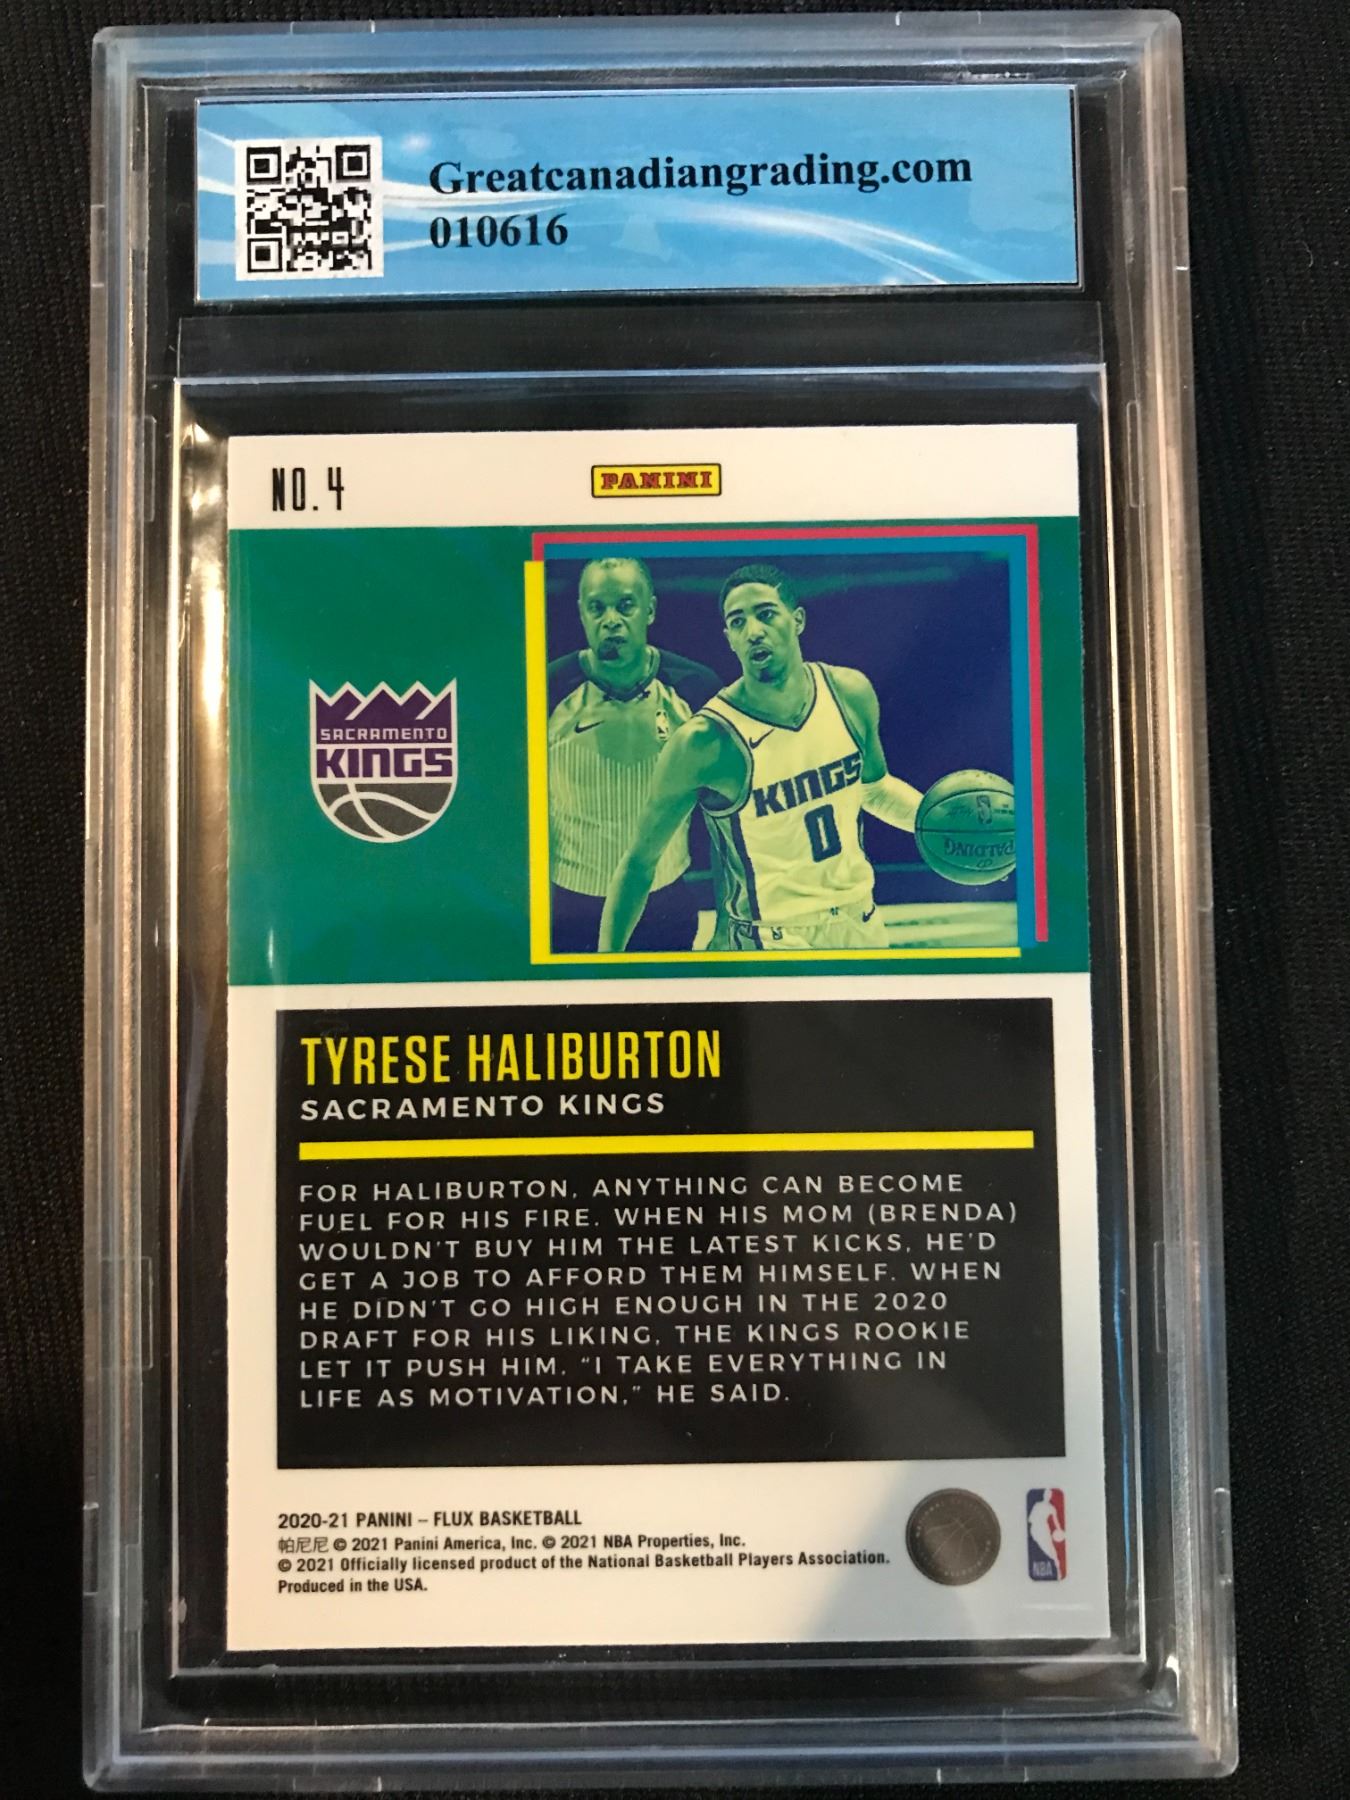 Greatcanadiangrading.com
010616
NO. 4
PANINI
SACRAMENTO
KINGS
KINGS
0
SPALDING
TYRESE HALIBURTON
SACRAMENTO KINGS
FOR HALIBURTON, ANYTHING CAN BECOME
FUEL FOR HIS FIRE. WHEN HIS MOM (BRENDA)
WOULDN'T BUY HIM THE LATEST KICKS, HE'D
GET A JOB TO AFFORD THEM HIMSELF. WHEN
HE DIDN'T GO HIGH ENOUGH IN THE 2020
DRAFT FOR HIS LIKING, THE KINGS ROOKIE
LET IT PUSH HIM. “I TAKE EVERYTHING IN
LIFE AS MOTIVATION,” HE SAID.
2020-21 PANINI – FLUX BASKETBALL
帕尼尼 © 2021 Panini America, Inc. © 2021 NBA Properties, Inc.
© 2021 Officially licensed product of the National Basketball Players Association.
Produced in the USA.
NBA